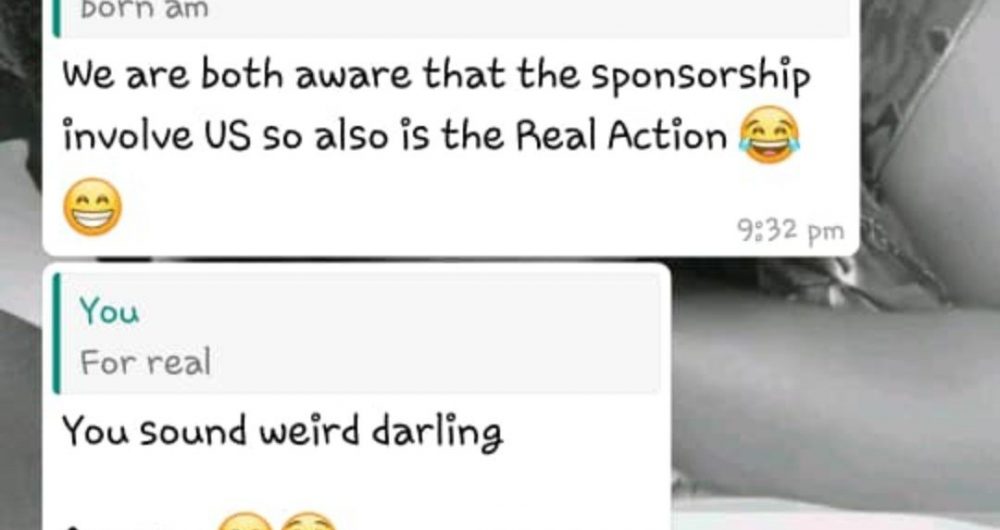 born am
We are both aware that the sponsorship
involve US so also is the Real Action 😂
😁
9:32 pm
You
For real
You sound weird darling